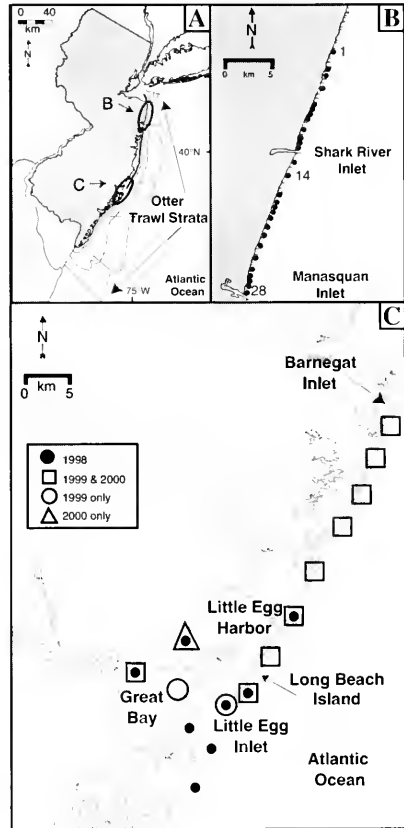 0 40
km
N
A
B
C
40°N
Otter
Trawl Strata
75 W
Atlantic
Ocean
B
N
0 5
km
1
Shark River
Inlet
14
Manasquan
Inlet
28
C
N
0 5
km
Barnegat
Inlet
1998
1999 & 2000
1999 only
2000 only
Little Egg
Harbor
Great
Bay
Long Beach
Island
Little Egg
Inlet
Atlantic
Ocean